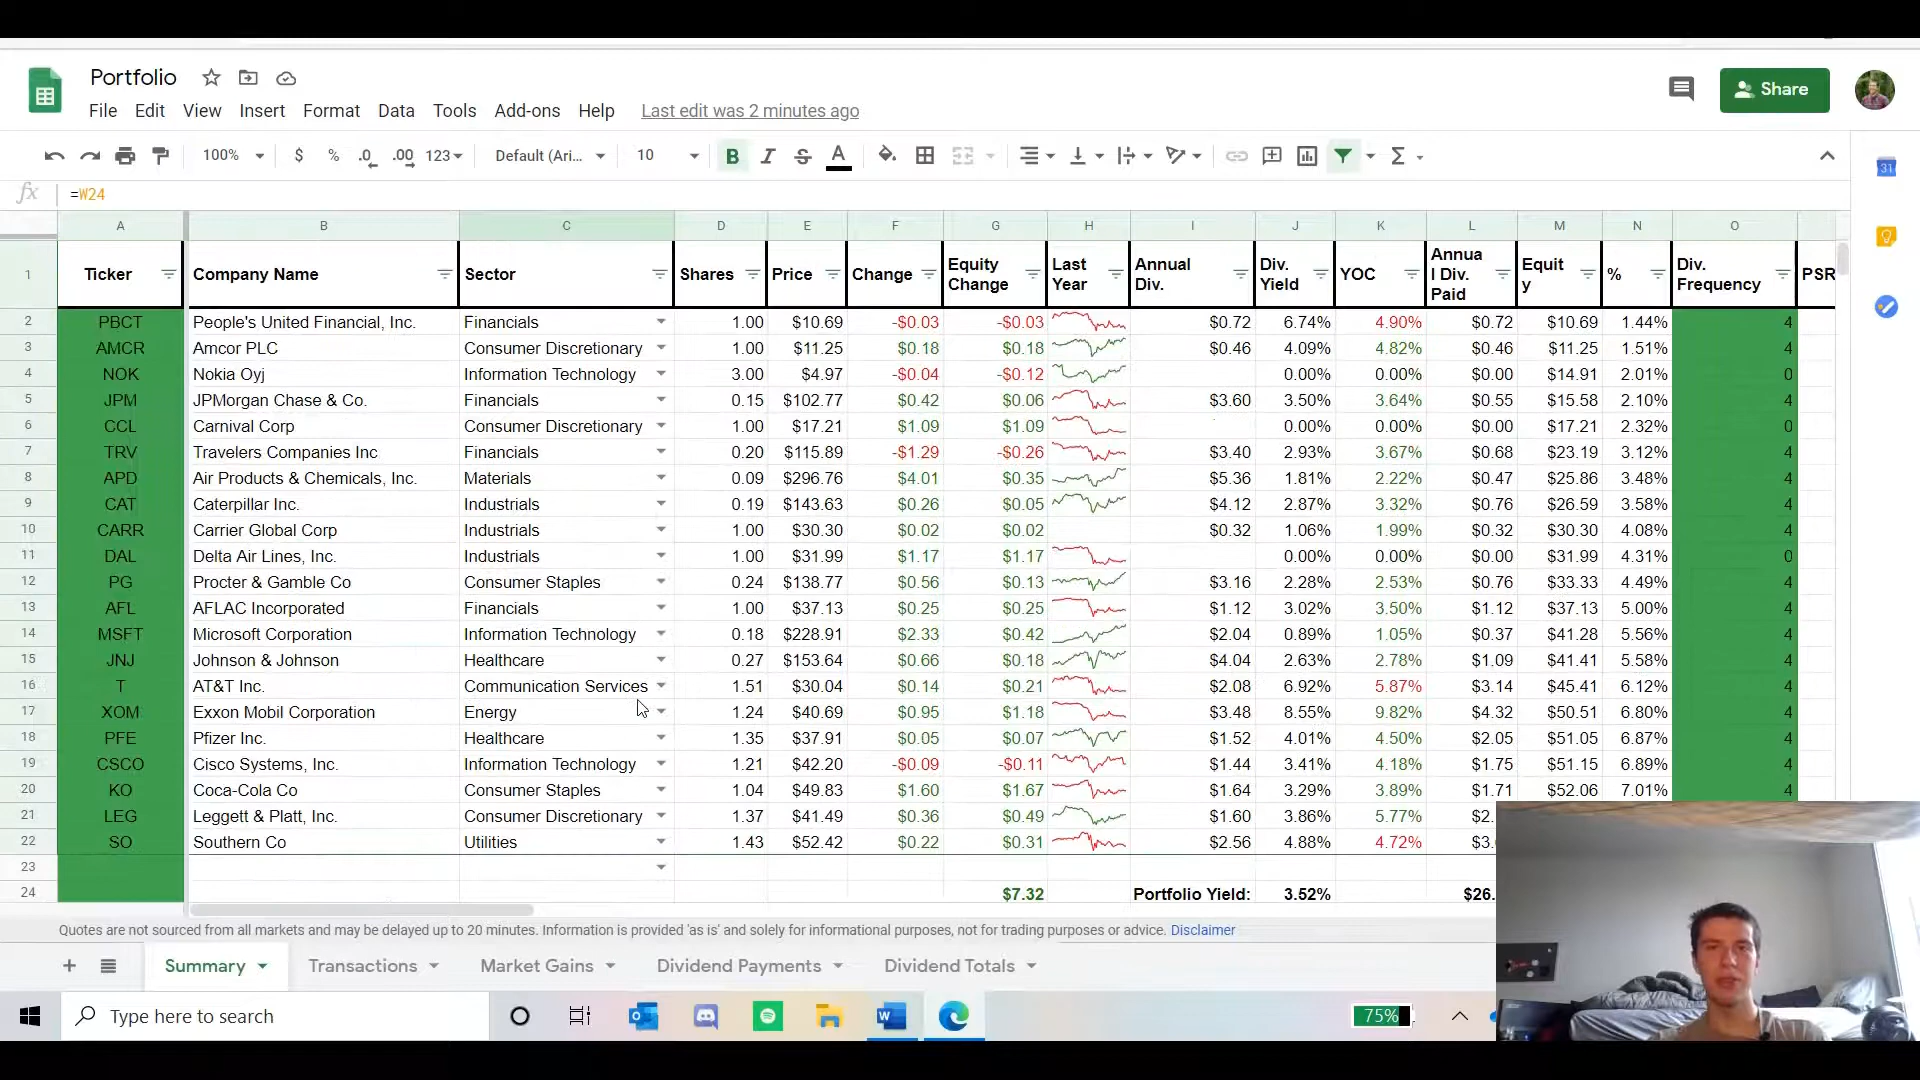 Portfolio
File Edit View Insert Format Data Tools Add-ons Help Last edit was 2 minutes ago
Share
100% $ % .0 .00 123 Default (Ari... 10 B I S A Σ
31
fx =W24
A B C D E F G H I J K L M N O
1 Ticker Company Name Sector Shares Price Change Equity Change Last Year Annual Div. Div. Yield YOC Annua l Div. Paid Equit y % Div. Frequency PSR
2 PBCT People's United Financial, Inc. Financials 1.00 $10.69 -$0.03 -$0.03 $0.72 6.74% 4.90% $0.72 $10.69 1.44% 4
3 AMCR Amcor PLC Consumer Discretionary 1.00 $11.25 $0.18 $0.18 $0.46 4.09% 4.82% $0.46 $11.25 1.51% 4
4 NOK Nokia Oyj Information Technology 3.00 $4.97 -$0.04 -$0.12 0.00% 0.00% $0.00 $14.91 2.01% 0
5 JPM JPMorgan Chase & Co. Financials 0.15 $102.77 $0.42 $0.06 $3.60 3.50% 3.64% $0.55 $15.58 2.10% 4
6 CCL Carnival Corp Consumer Discretionary 1.00 $17.21 $1.09 $1.09 0.00% 0.00% $0.00 $17.21 2.32% 0
7 TRV Travelers Companies Inc Financials 0.20 $115.89 -$1.29 -$0.26 $3.40 2.93% 3.67% $0.68 $23.19 3.12% 4
8 APD Air Products & Chemicals, Inc. Materials 0.09 $296.76 $4.01 $0.35 $5.36 1.81% 2.22% $0.47 $25.86 3.48% 4
9 CAT Caterpillar Inc. Industrials 0.19 $143.63 $0.26 $0.05 $4.12 2.87% 3.32% $0.76 $26.59 3.58% 4
10 CARR Carrier Global Corp Industrials 1.00 $30.30 $0.02 $0.02 $0.32 1.06% 1.99% $0.32 $30.30 4.08% 4
11 DAL Delta Air Lines, Inc. Industrials 1.00 $31.99 $1.17 $1.17 0.00% 0.00% $0.00 $31.99 4.31% 0
12 PG Procter & Gamble Co Consumer Staples 0.24 $138.77 $0.56 $0.13 $3.16 2.28% 2.53% $0.76 $33.33 4.49% 4
13 AFL AFLAC Incorporated Financials 1.00 $37.13 $0.25 $0.25 $1.12 3.02% 3.50% $1.12 $37.13 5.00% 4
14 MSFT Microsoft Corporation Information Technology 0.18 $228.91 $2.33 $0.42 $2.04 0.89% 1.05% $0.37 $41.28 5.56% 4
15 JNJ Johnson & Johnson Healthcare 0.27 $153.64 $0.66 $0.18 $4.04 2.63% 2.78% $1.09 $41.41 5.58% 4
16 T AT&T Inc. Communication Services 1.51 $30.04 $0.14 $0.21 $2.08 6.92% 5.87% $3.14 $45.41 6.12% 4
17 XOM Exxon Mobil Corporation Energy 1.24 $40.69 $0.95 $1.18 $3.48 8.55% 9.82% $4.32 $50.51 6.80% 4
18 PFE Pfizer Inc. Healthcare 1.35 $37.91 $0.05 $0.07 $1.52 4.01% 4.50% $2.05 $51.05 6.87% 4
19 CSCO Cisco Systems, Inc. Information Technology 1.21 $42.20 -$0.09 -$0.11 $1.44 3.41% 4.18% $1.75 $51.15 6.89% 4
20 KO Coca-Cola Co Consumer Staples 1.04 $49.83 $1.60 $1.67 $1.64 3.29% 3.89% $1.71 $52.06 7.01% 4
21 LEG Leggett & Platt, Inc. Consumer Discretionary 1.37 $41.49 $0.36 $0.49 $1.60 3.86% 5.77% $2.
22 SO Southern Co Utilities 1.43 $52.42 $0.22 $0.31 $2.56 4.88% 4.72% $3.
23
24 $7.32 Portfolio Yield: 3.52% $26.
Quotes are not sourced from all markets and may be delayed up to 20 minutes. Information is provided 'as is' and solely for informational purposes, not for trading purposes or advice. Disclaimer
Summary Transactions Market Gains Dividend Payments Dividend Totals
Type here to search
75%